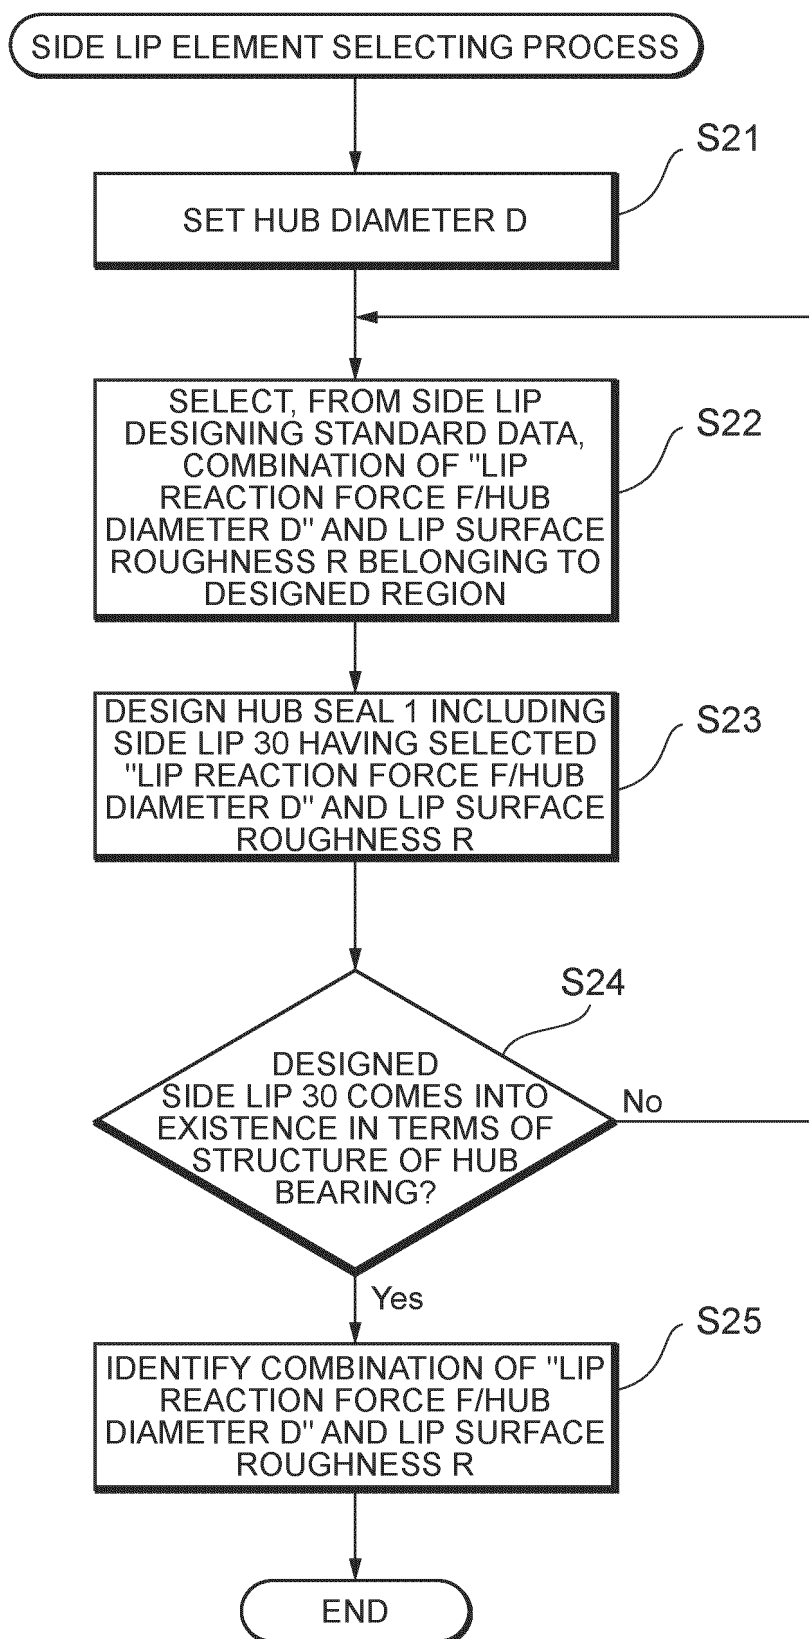 SIDE LIP ELEMENT SELECTING PROCESS
S21
SET HUB DIAMETER D
S22
SELECT, FROM SIDE LIP
DESIGNING STANDARD DATA,
COMBINATION OF "LIP
REACTION FORCE F/HUB
DIAMETER D" AND LIP SURFACE
ROUGHNESS R BELONGING TO
DESIGNED REGION
S23
DESIGN HUB SEAL 1 INCLUDING
SIDE LIP 30 HAVING SELECTED
"LIP REACTION FORCE F/HUB
DIAMETER D" AND LIP SURFACE
ROUGHNESS R
S24
DESIGNED
SIDE LIP 30 COMES INTO
EXISTENCE IN TERMS OF
STRUCTURE OF HUB
BEARING?
No
Yes
S25
IDENTIFY COMBINATION OF "LIP
REACTION FORCE F/HUB
DIAMETER D" AND LIP SURFACE
ROUGHNESS R
END